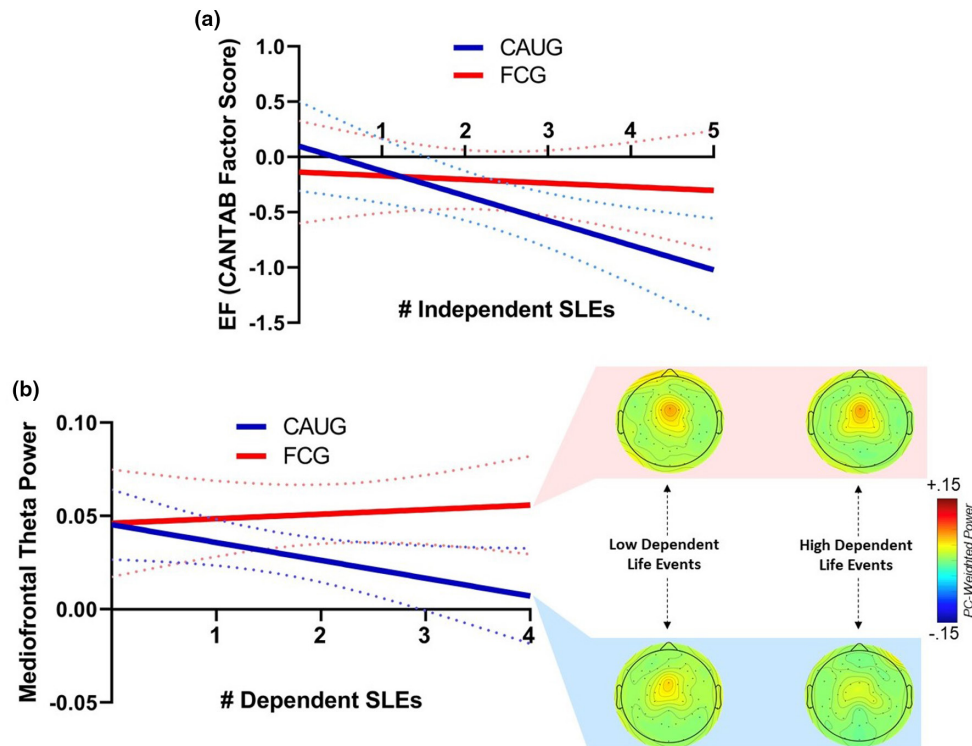 (a)
CAUG
FCG
EF (CANTAB Factor Score)
1.0
0.5
0.0
-0.5
-1.0
-1.5
1 2 3 4 5
# Independent SLEs
(b)
CAUG
FCG
Mediofrontal Theta Power
0.10
0.05
0.00
-0.05
1 2 3 4
# Dependent SLEs
Low Dependent
Life Events
High Dependent
Life Events
+.15
-.15
PC-Weighted Power